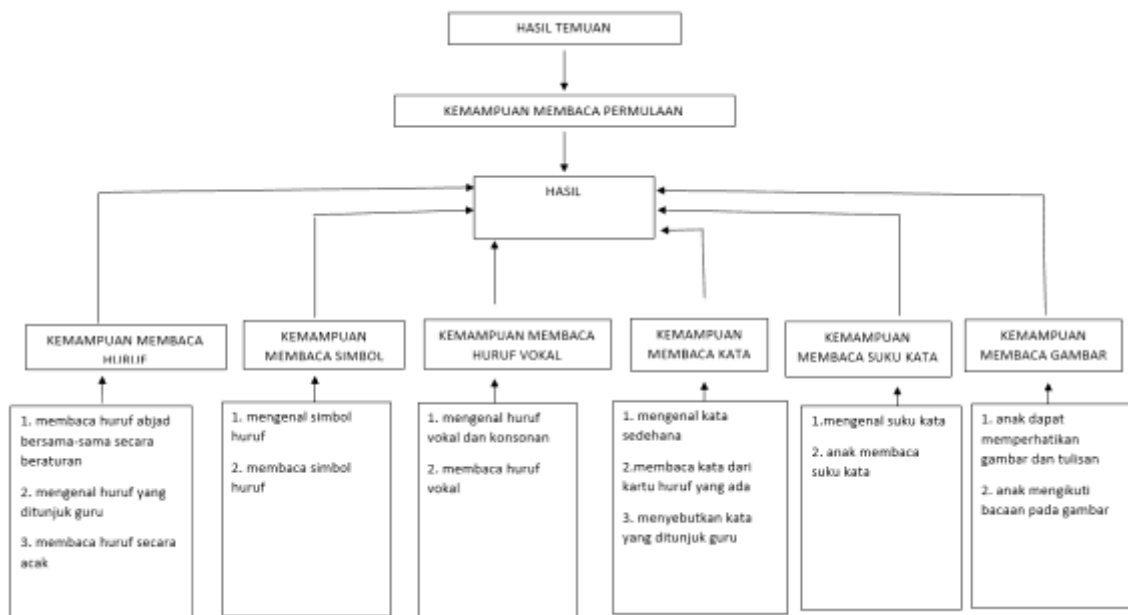 HASIL TEMUAN
KEMAMPUAN MEMBACA PERMULAAN
HASIL
KEMAMPUAN MEMBACA
HURUF
KEMAMPUAN
MEMBACA SIMBOL
KEMAMPUAN MEMBACA
HURUF VOKAL
KEMAMPUAN
MEMBACA KATA
KEMAMPUAN
MEMBACA SUKU KATA
KEMAMPUAN
MEMBACA GAMBAR
1. membaca huruf abjad
bersama-sama secara
beraturan
2. mengenal huruf yang
ditunjuk guru
3. membaca huruf secara
acak
1. mengenal simbol
huruf
2. membaca simbol
huruf
1. mengenal huruf
vokal dan konsonan
2. membaca huruf
vokal
1. mengenal kata
sedehana
2.membaca kata dari
kartu huruf yang ada
3. menyebutkan kata
yang ditunjuk guru
1.mengenal suku kata
2. anak membaca
suku kata
1. anak dapat
memperhatikan
gambar dan tulisan
2. anak mengikuti
bacaan pada gambar